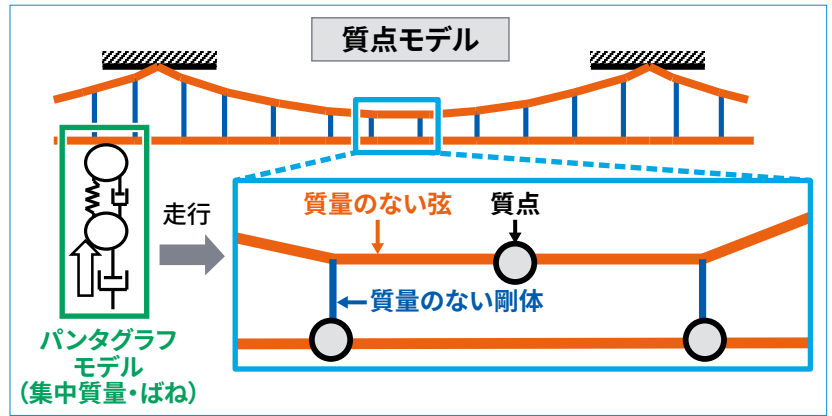 質点モデル
走行
質量のない弦
質点
質量のない剛体
パンタグラフ
モデル
（集中質量・ばね）